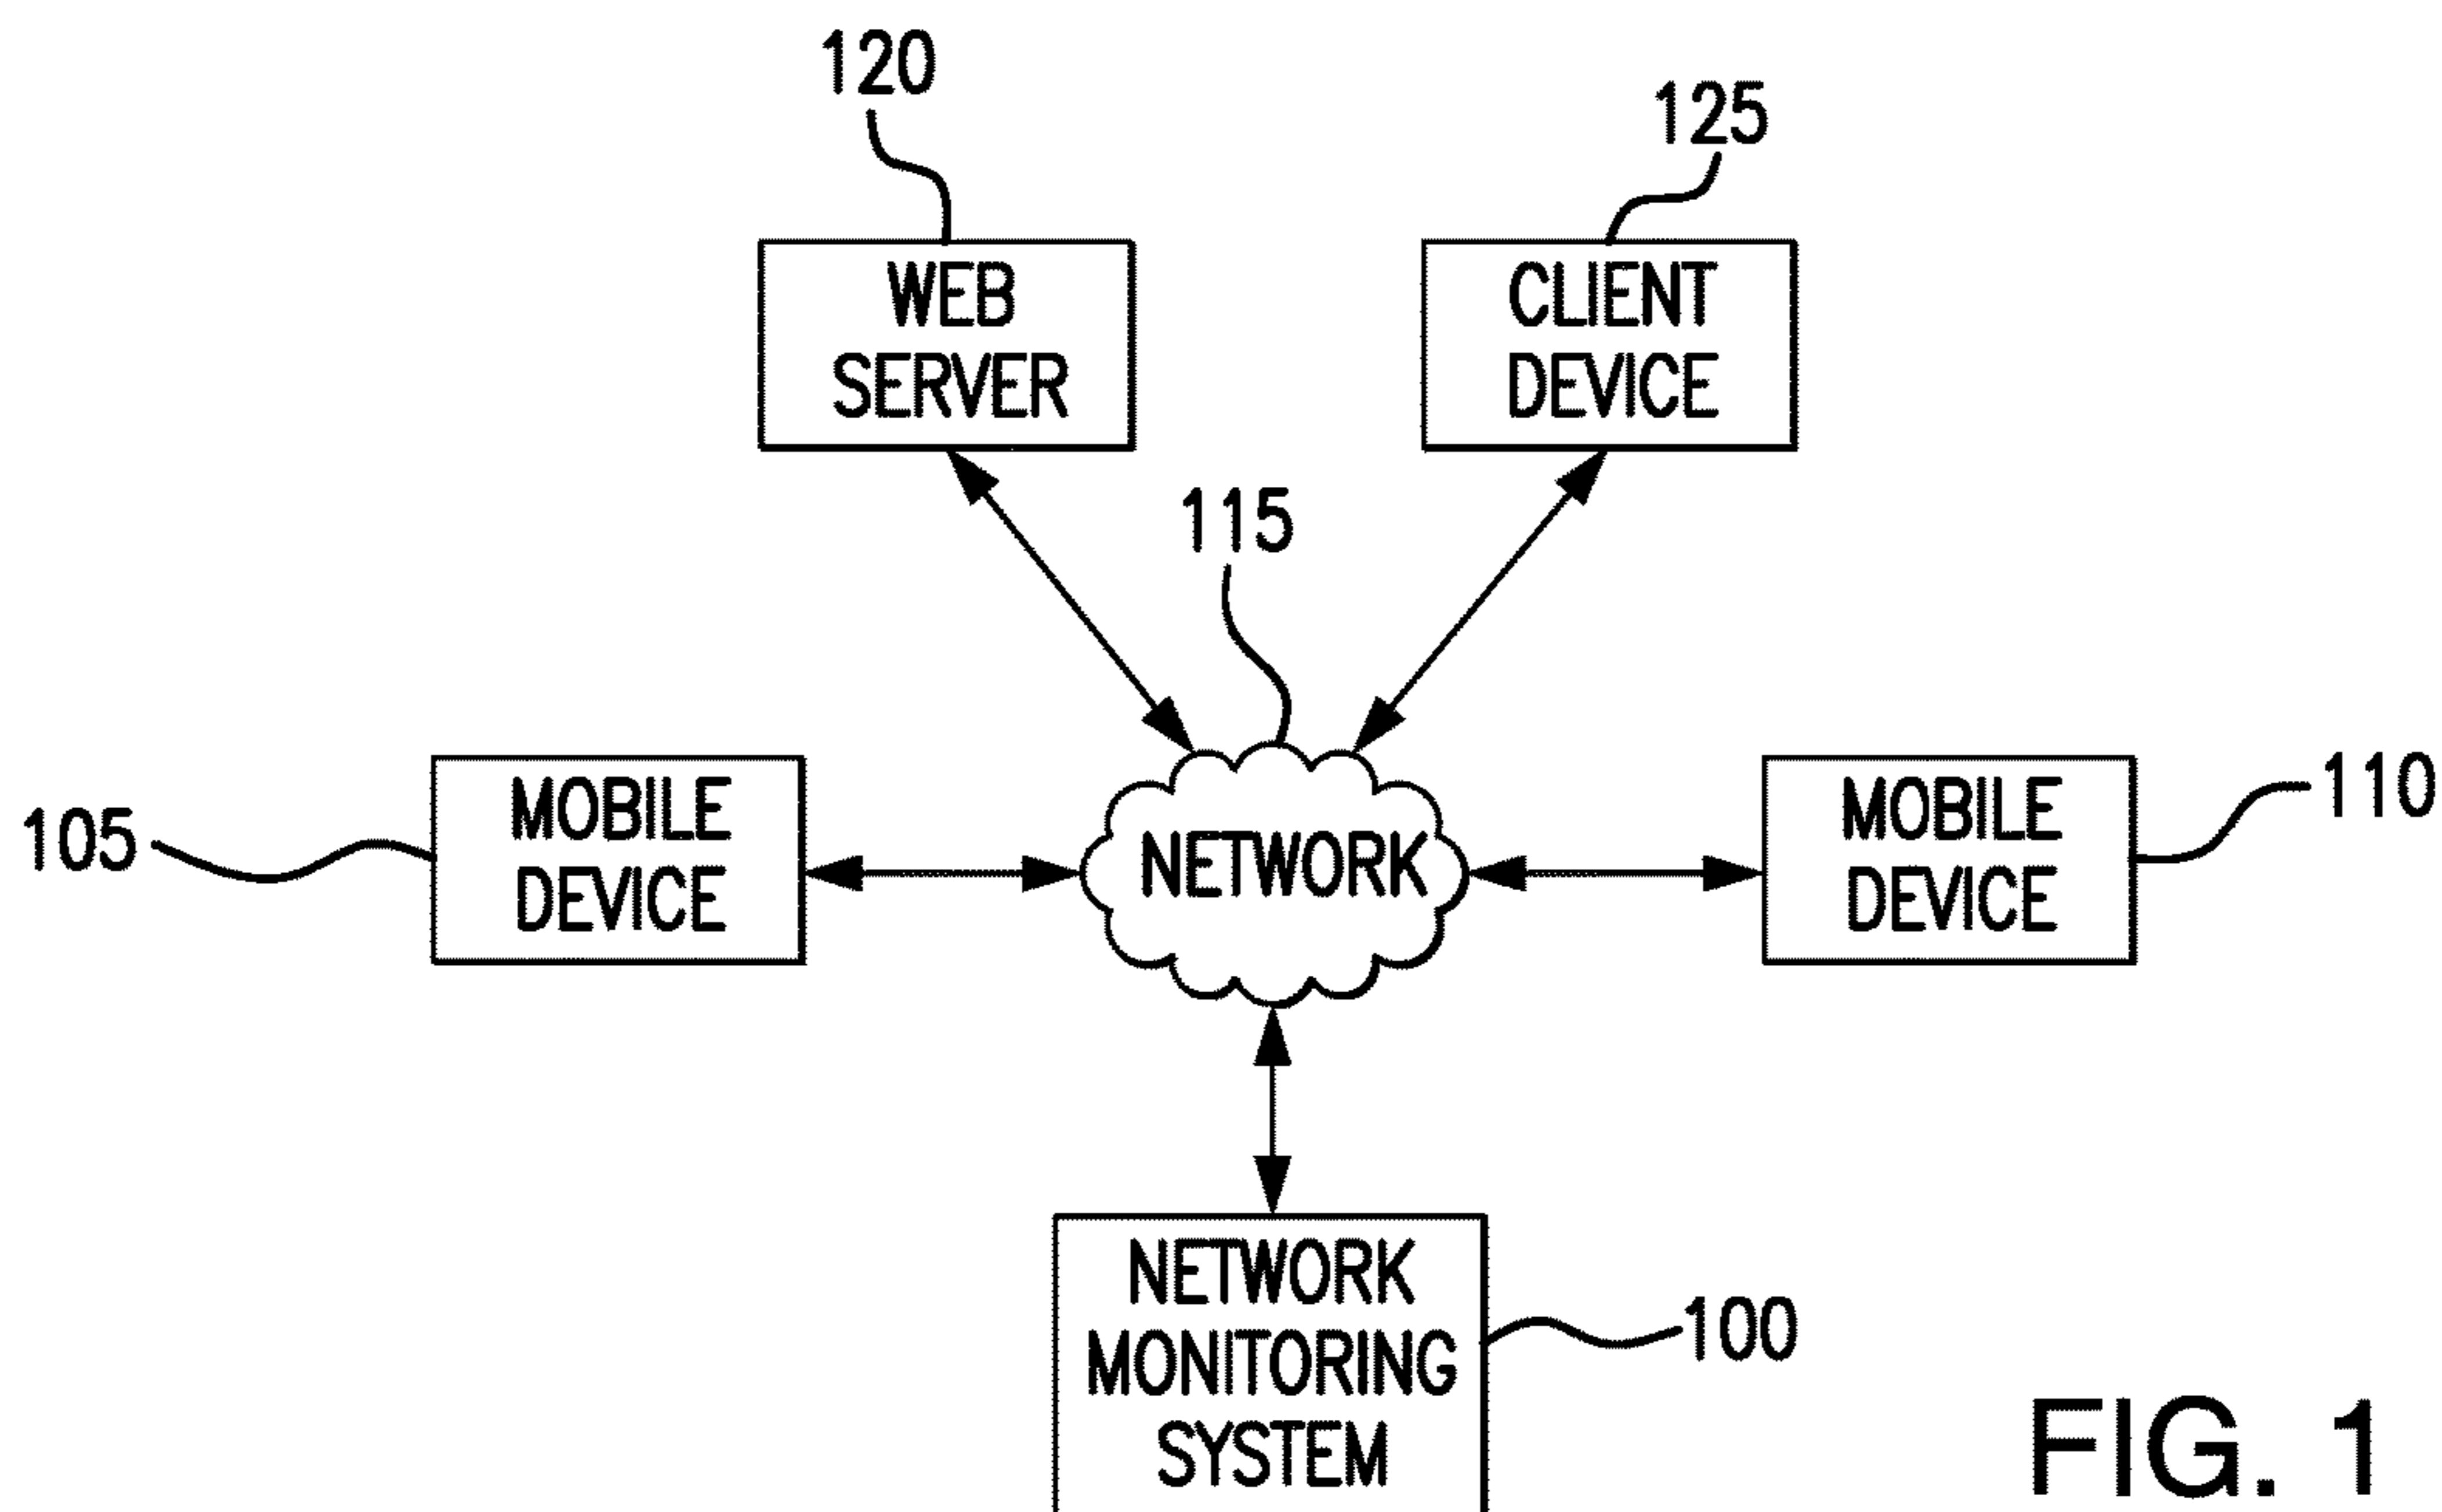 120
125
WEB
SERVER
CLIENT
DEVICE
115
105
MOBILE
DEVICE
NETWORK
MOBILE
DEVICE
110
NETWORK
MONITORING
SYSTEM
100
FIG. 1